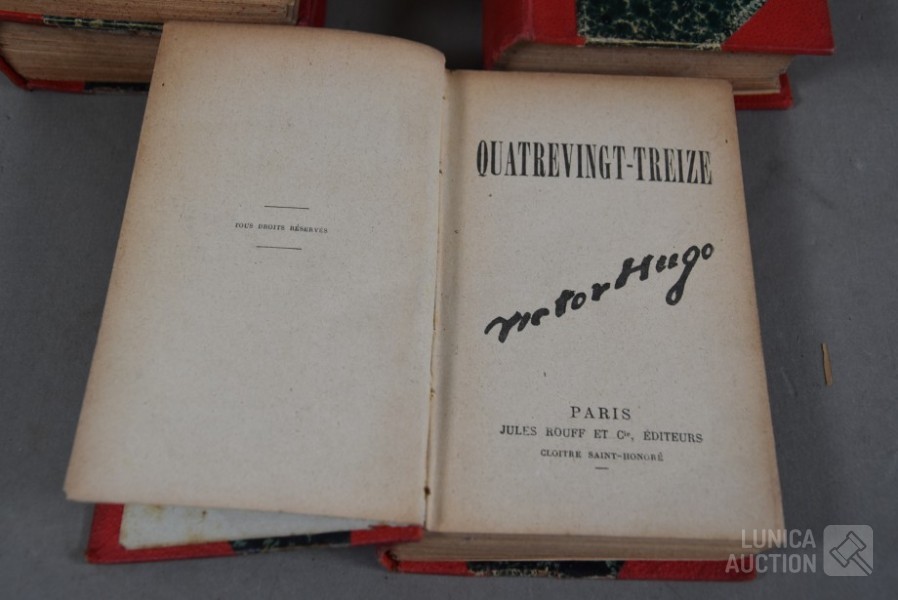 TOUS DROITS RÉSERVÉS
QUATREVINGT-TREIZE
Victor Hugo
PARIS
JULES ROUFF ET Cie, ÉDITEURS
CLOITRE SAINT-HONORÉ
LUNICA
AUCTION